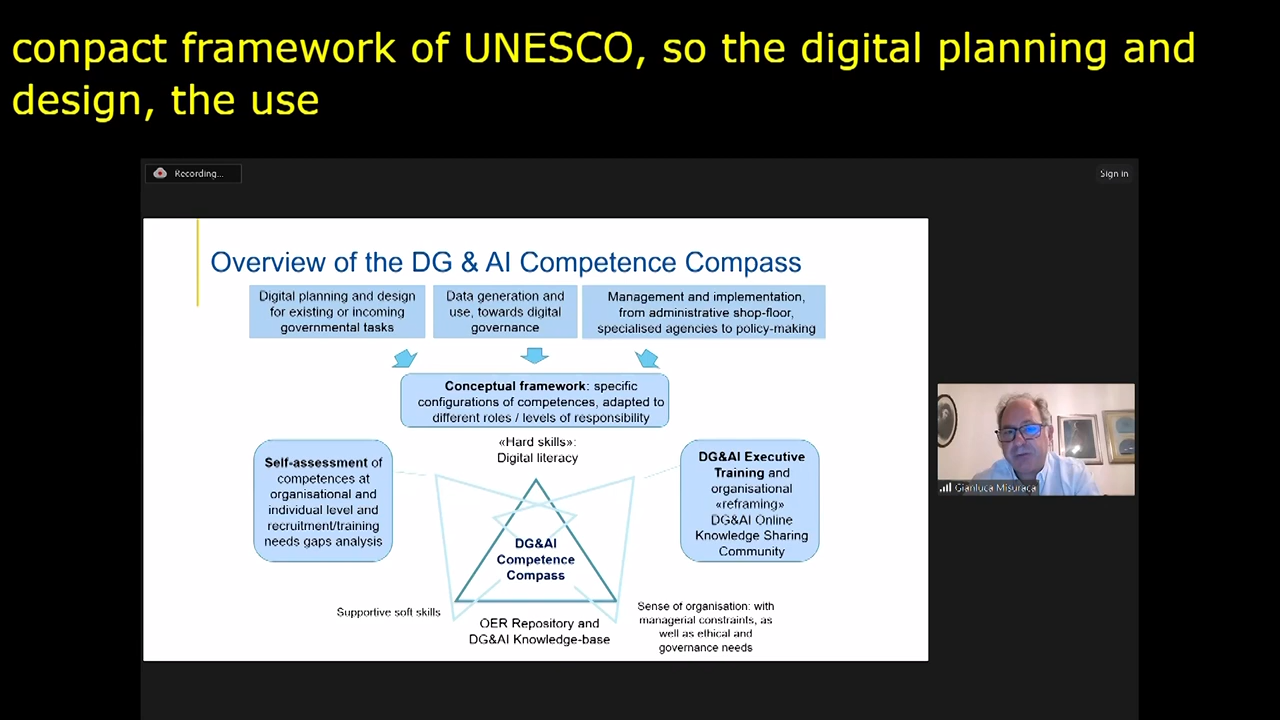 conpact framework of UNESCO, so the digital planning and
design, the use
Recording...
Sign in
Overview of the DG & AI Competence Compass
Digital planning and design
for existing or incoming
governmental tasks
Data generation and
use, towards digital
governance
Management and implementation,
from administrative shop-floor,
specialised agencies to policy-making
Conceptual framework: specific
configurations of competences, adapted to
different roles / levels of responsibility
«Hard skills»:
Digital literacy
Self-assessment of
competences at
organisational and
individual level and
recruitment/training
needs gaps analysis
DG&AI Executive
Training and
organisational
«reframing»
DG&AI Online
Knowledge Sharing
Community
DG&AI
Competence
Compass
Supportive soft skills
OER Repository and
DG&AI Knowledge-base
Sense of organisation: with
managerial constraints, as
well as ethical and
governance needs
Gianluca Misuraca